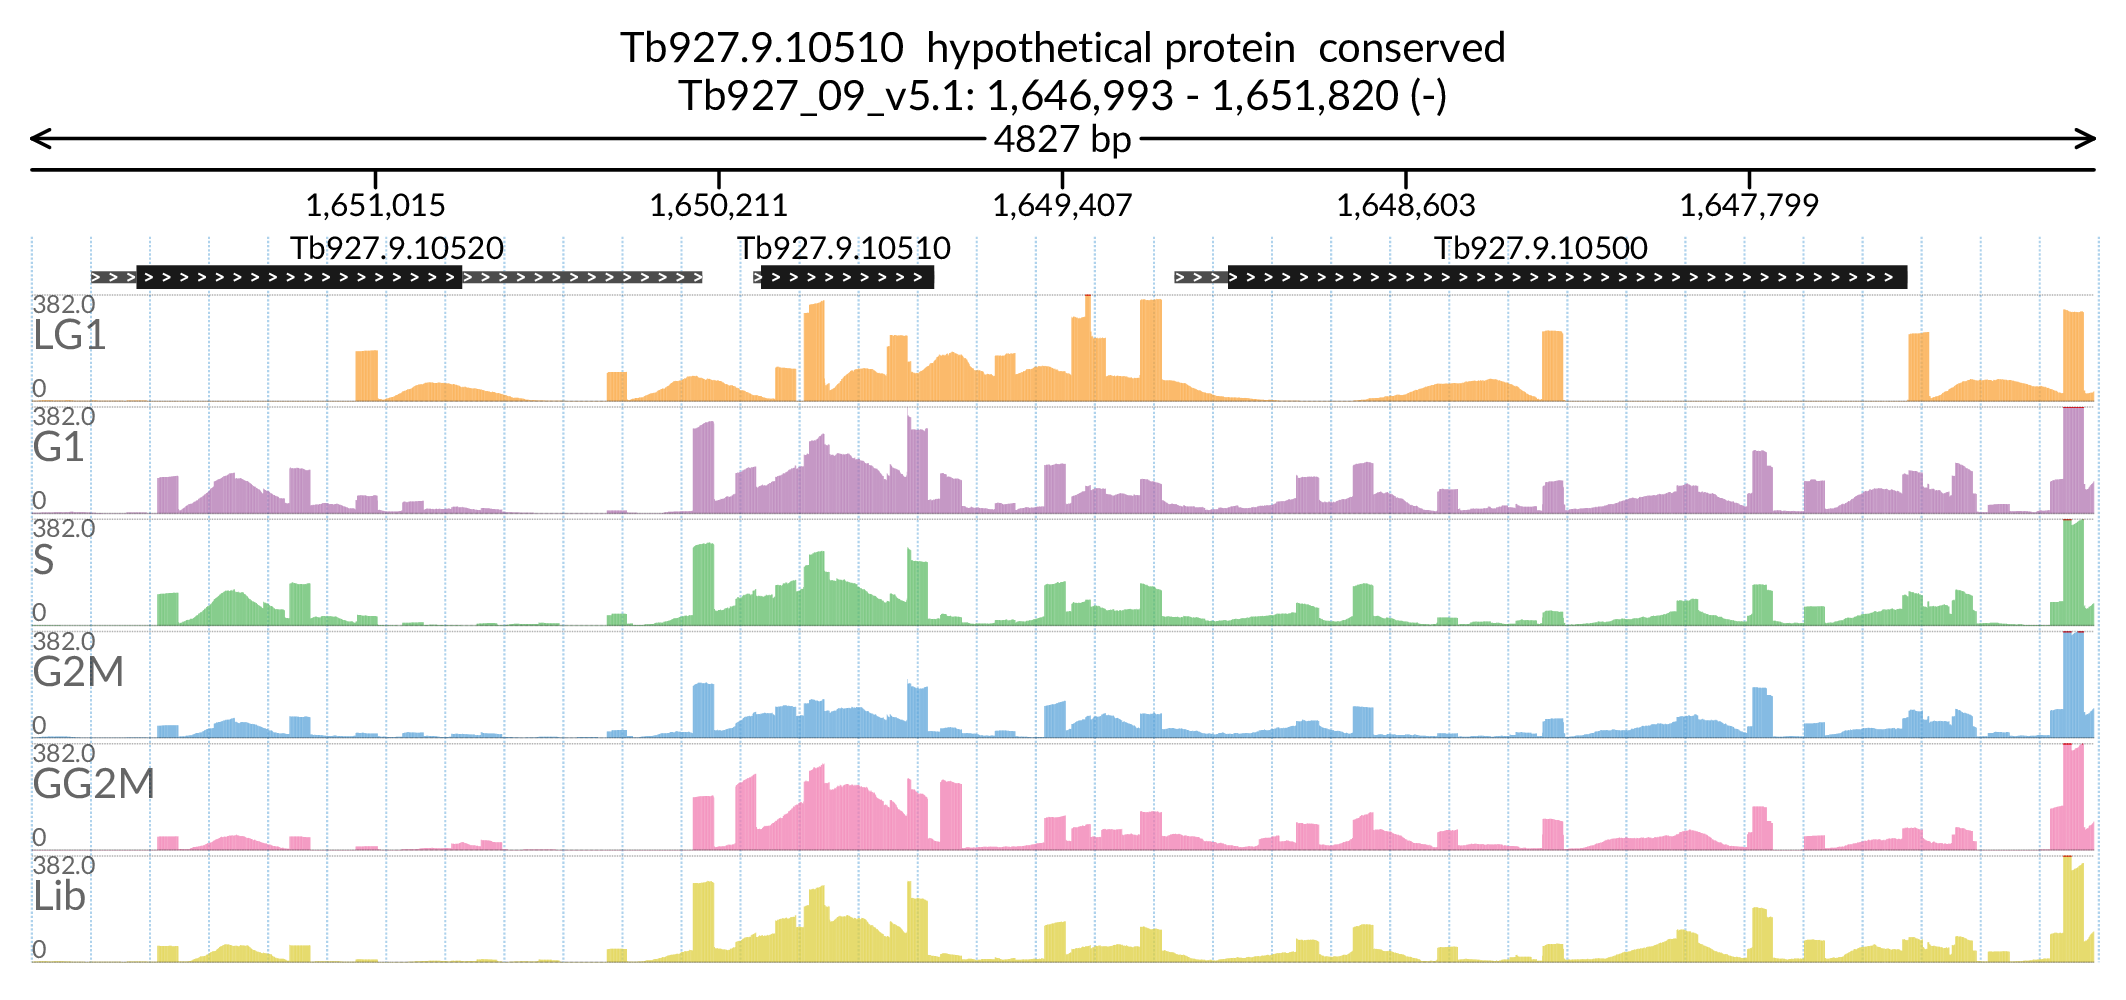 Tb927.9.10510  hypothetical protein  conserved
Tb927_09_v5.1: 1,646,993 - 1,651,820 (-)
4827 bp
1,651,015 1,650,211 1,649,407 1,648,603 1,647,799
Tb927.9.10520 Tb927.9.10510 Tb927.9.10500
382.0
LG1
0
382.0
G1
0
382.0
S
0
382.0
G2M
0
382.0
GG2M
0
382.0
Lib
0